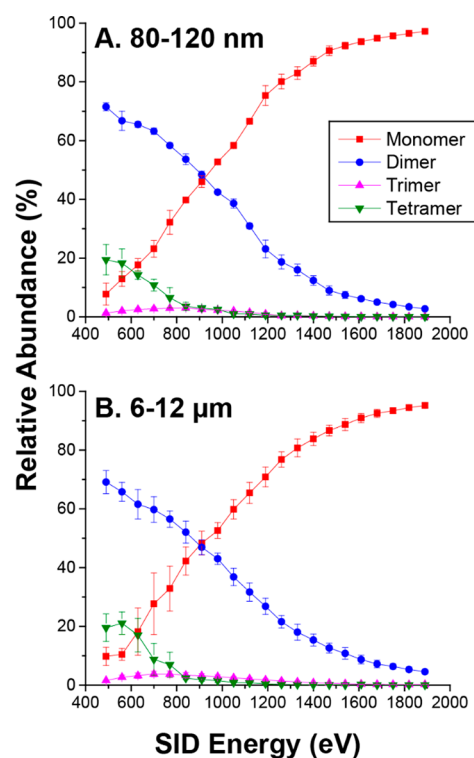 A. 80-120 nm
100
80
60
40
20
0
400 600 800 1000 1200 1400 1600 1800 2000
Monomer
Dimer
Trimer
Tetramer
Relative Abundance (%)
B. 6-12 μm
100
80
60
40
20
0
400 600 800 1000 1200 1400 1600 1800 2000
SID Energy (eV)